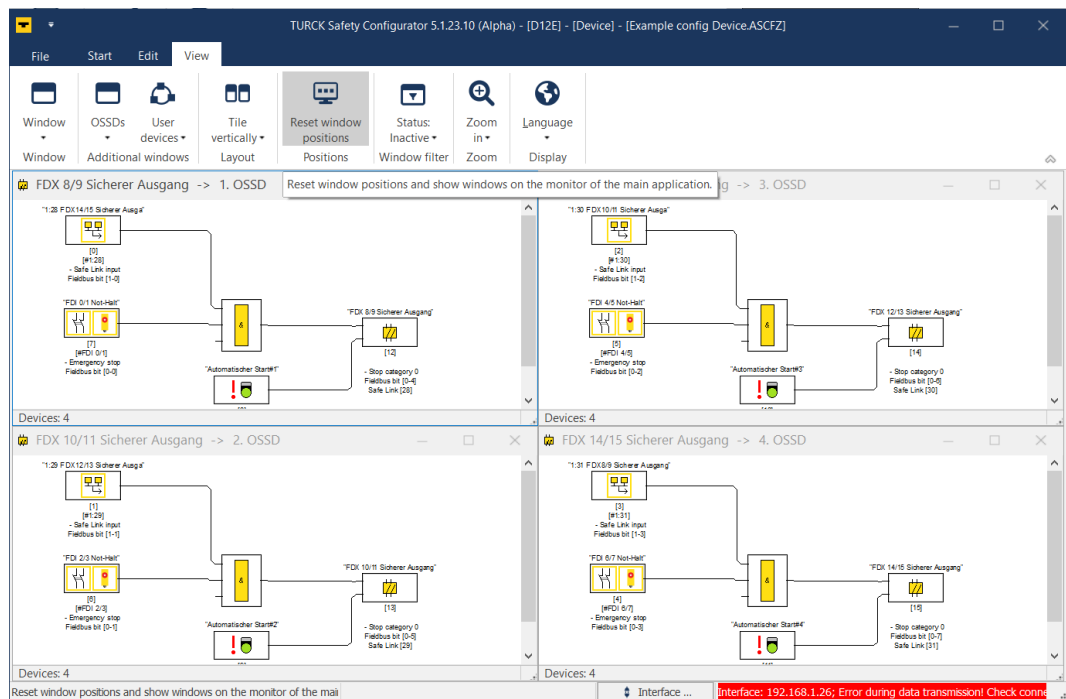 TURCK Safety Configurator 5.1.23.10 (Alpha) - [D12E] - [Device] - [Example config Device.ASCFZ]
File Start Edit View
Window OSSDs User devices Tile vertically Reset window positions Status: Inactive Zoom in Language
Window Additional windows Layout Positions Window filter Zoom Display
Reset window positions and show windows on the monitor of the main application.
FDX 8/9 Sicherer Ausgang -> 1. OSSD
"1:28 FDX14/15 Sicherer Ausga"
[0]
[#1:28]
- Safe Link input
Fieldbus bit [1-0]
"FDI 0/1 Not-Halt"
[7]
[#FDI 0/1]
- Emergency stop
Fieldbus bit [0-0]
&
"FDX 8/9 Sicherer Ausgang"
[12]
- Stop category 0
Fieldbus bit [0-4]
Safe Link [28]
"Automatischer Start#1"
Devices: 4
-> 3. OSSD
"1:30 FDX10/11 Sicherer Ausga"
[2]
[#1:30]
- Safe Link input
Fieldbus bit [1-2]
"FDI 4/5 Not-Halt"
[5]
[#FDI 4/5]
- Emergency stop
Fieldbus bit [0-2]
&
"FDX 12/13 Sicherer Ausgang"
[14]
- Stop category 0
Fieldbus bit [0-6]
Safe Link [30]
"Automatischer Start#3"
Devices: 4
FDX 10/11 Sicherer Ausgang -> 2. OSSD
"1:29 FDX12/13 Sicherer Ausga"
[1]
[#1:29]
- Safe Link input
Fieldbus bit [1-1]
"FDI 2/3 Not-Halt"
[6]
[#FDI 2/3]
- Emergency stop
Fieldbus bit [0-1]
&
"FDX 10/11 Sicherer Ausgang"
[13]
- Stop category 0
Fieldbus bit [0-5]
Safe Link [29]
"Automatischer Start#2"
Devices: 4
FDX 14/15 Sicherer Ausgang -> 4. OSSD
"1:31 FDX8/9 Sicherer Ausgang"
[3]
[#1:31]
- Safe Link input
Fieldbus bit [1-3]
"FDI 6/7 Not-Halt"
[4]
[#FDI 6/7]
- Emergency stop
Fieldbus bit [0-3]
&
"FDX 14/15 Sicherer Ausgang"
[15]
- Stop category 0
Fieldbus bit [0-7]
Safe Link [31]
"Automatischer Start#4"
Devices: 4
Reset window positions and show windows on the monitor of the mai
Interface ...
Interface: 192.168.1.26; Error during data transmission! Check conne